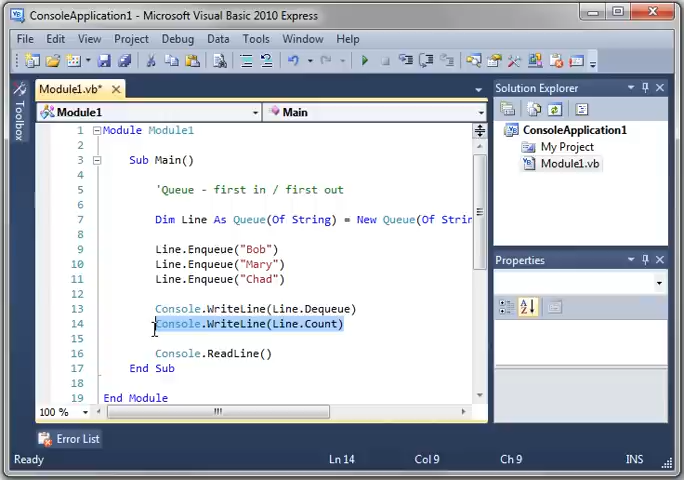 ConsoleApplication1 - Microsoft Visual Basic 2010 Express
File Edit View Project Debug Data Tools Window Help
Module1.vb*
Solution Explorer
Toolbox
Module1
Main
ConsoleApplication1
My Project
Module1.vb
1 Module Module1
2
3 Sub Main()
4
5 'Queue - first in / first out
6
7 Dim Line As Queue(Of String) = New Queue(Of Strin
8
9 Line.Enqueue("Bob")
10 Line.Enqueue("Mary")
11 Line.Enqueue("Chad")
12
13 Console.WriteLine(Line.Dequeue)
14 Console.WriteLine(Line.Count)
15
16 Console.ReadLine()
17 End Sub
18
19 End Module
Properties
100 %
Error List
Ready Ln 14 Col 9 Ch 9 INS